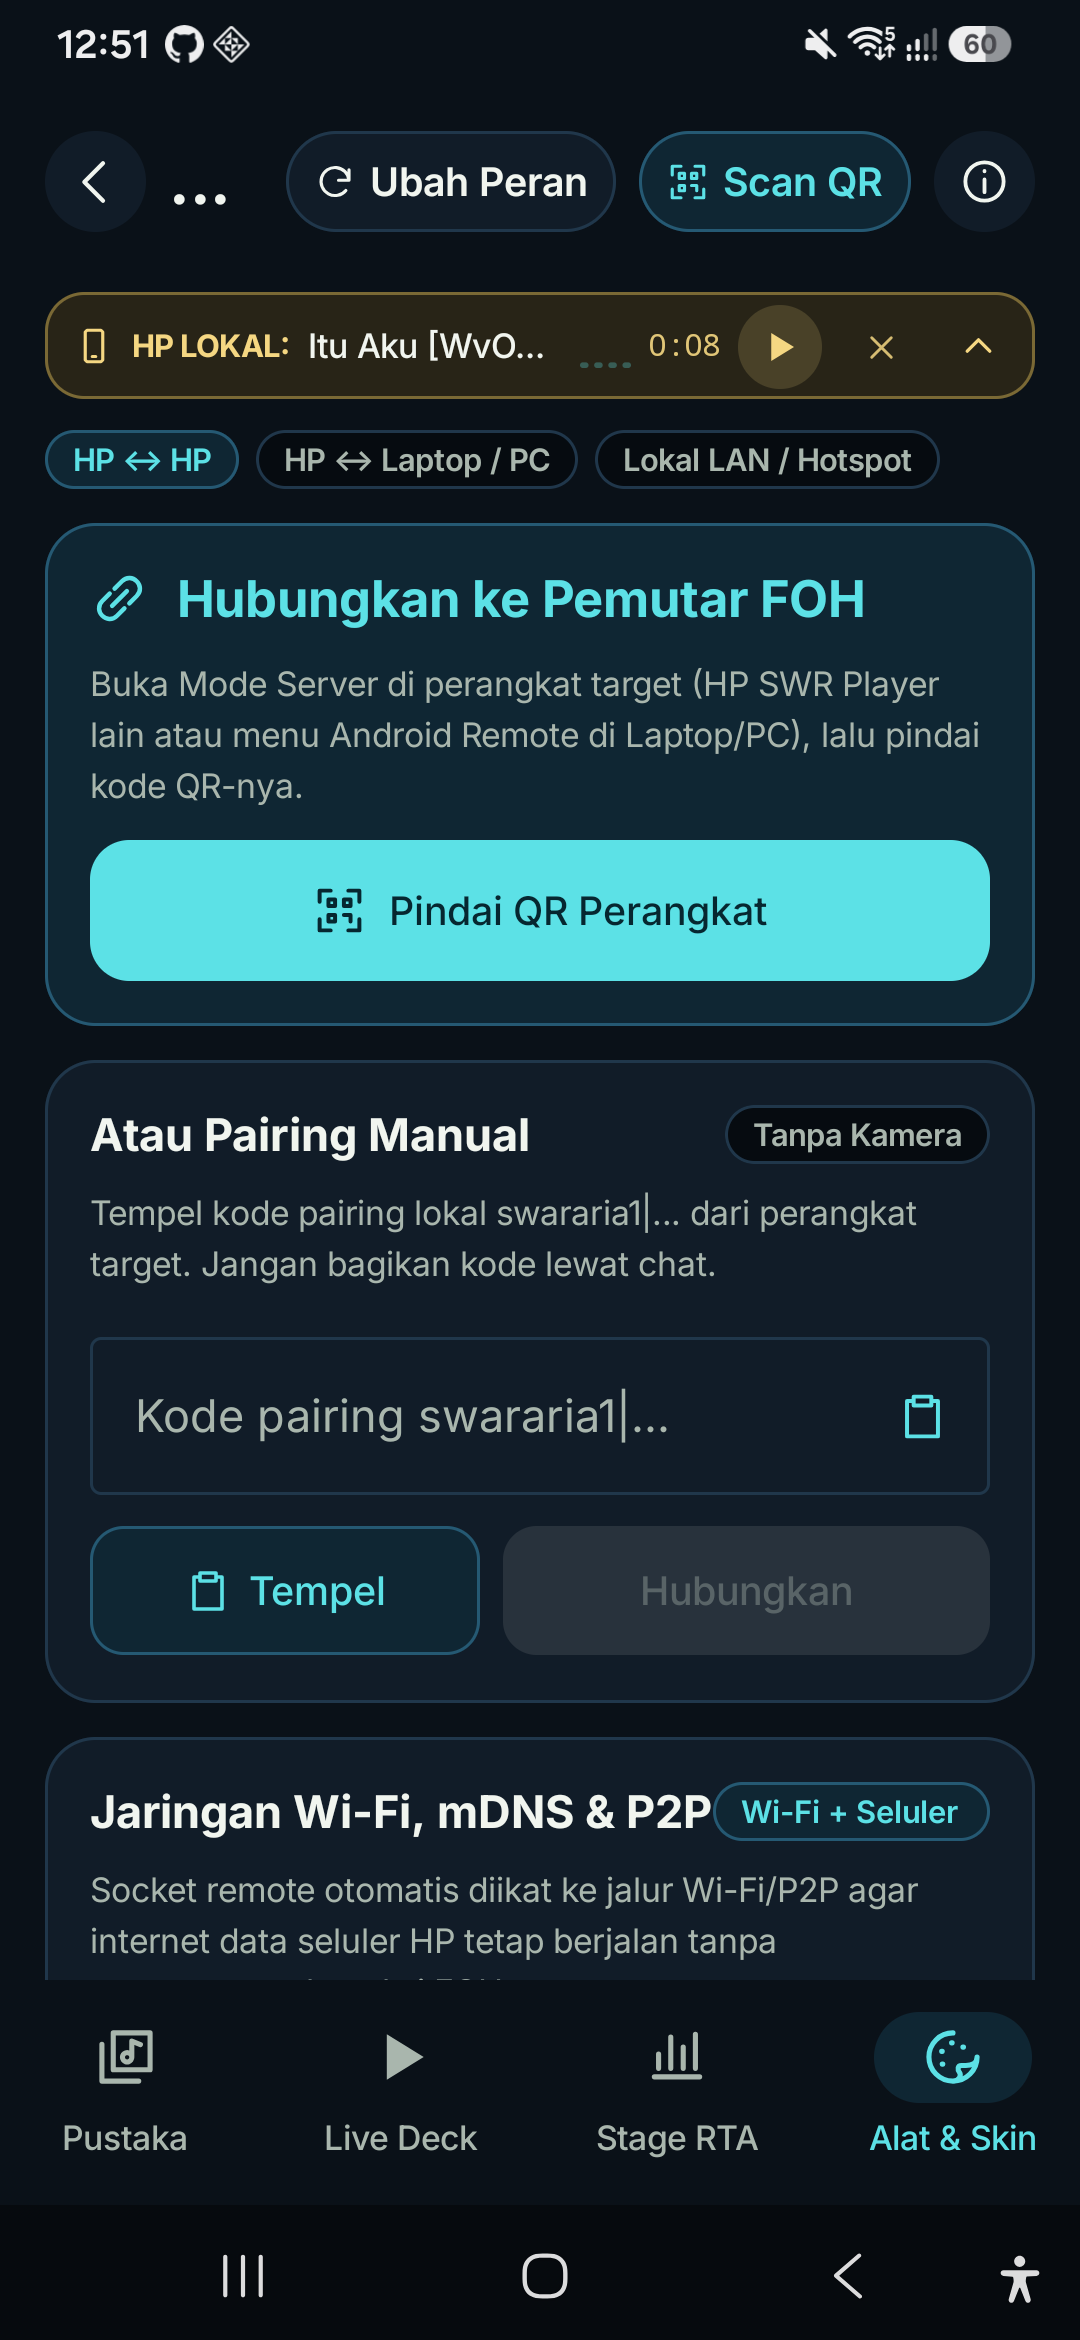 12:51
5
60
...
Ubah Peran
Scan QR
HP LOKAL: Itu Aku [WvO... 0:08
HP ↔ HP
HP ↔ Laptop / PC
Lokal LAN / Hotspot
Hubungkan ke Pemutar FOH
Buka Mode Server di perangkat target (HP SWR Player
lain atau menu Android Remote di Laptop/PC), lalu pindai
kode QR-nya.
Pindai QR Perangkat
Atau Pairing Manual
Tanpa Kamera
Tempel kode pairing lokal swararia1|... dari perangkat
target. Jangan bagikan kode lewat chat.
Kode pairing swararia1|...
Tempel
Hubungkan
Jaringan Wi-Fi, mDNS & P2P
Wi-Fi + Seluler
Socket remote otomatis diikat ke jalur Wi-Fi/P2P agar
internet data seluler HP tetap berjalan tanpa
Pustaka
Live Deck
Stage RTA
Alat & Skin